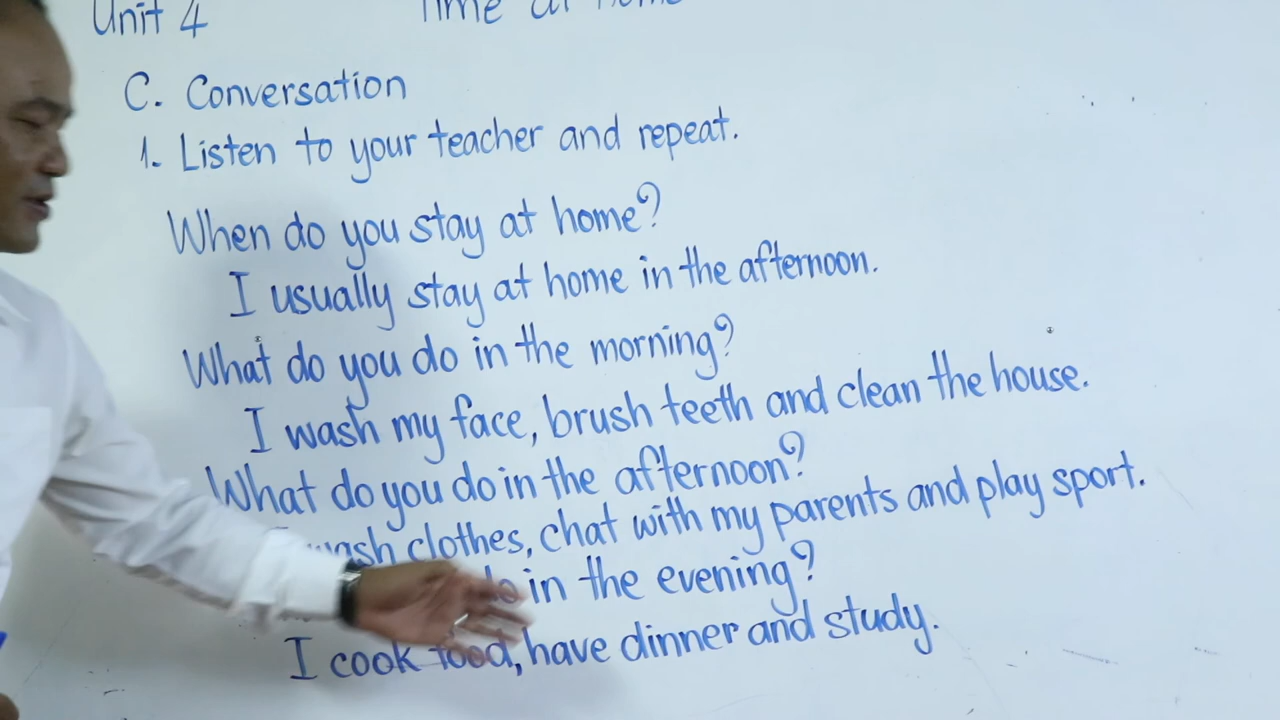 Unit 4 Time at home
C. Conversation
1. Listen to your teacher and repeat.
When do you stay at home?
I usually stay at home in the afternoon.
What do you do in the morning?
I wash my face, brush teeth and clean the house.
What do you do in the afternoon?
wash clothes, chat with my parents and play sport.
do in the evening?
I cook food, have dinner and study.